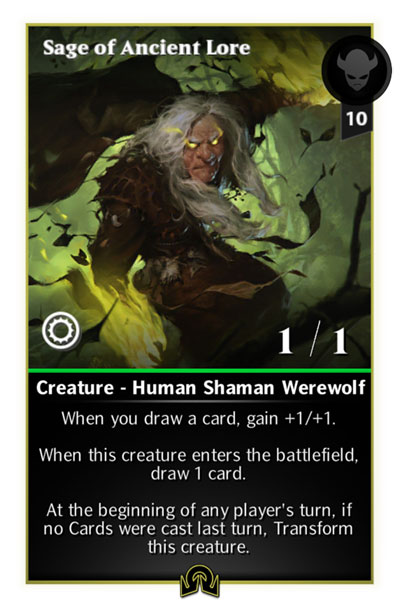 Sage of Ancient Lore
10
1/1
Creature - Human Shaman Werewolf
When you draw a card, gain +1/+1.
When this creature enters the battlefield,
draw 1 card.
At the beginning of any player's turn, if
no Cards were cast last turn, Transform
this creature.